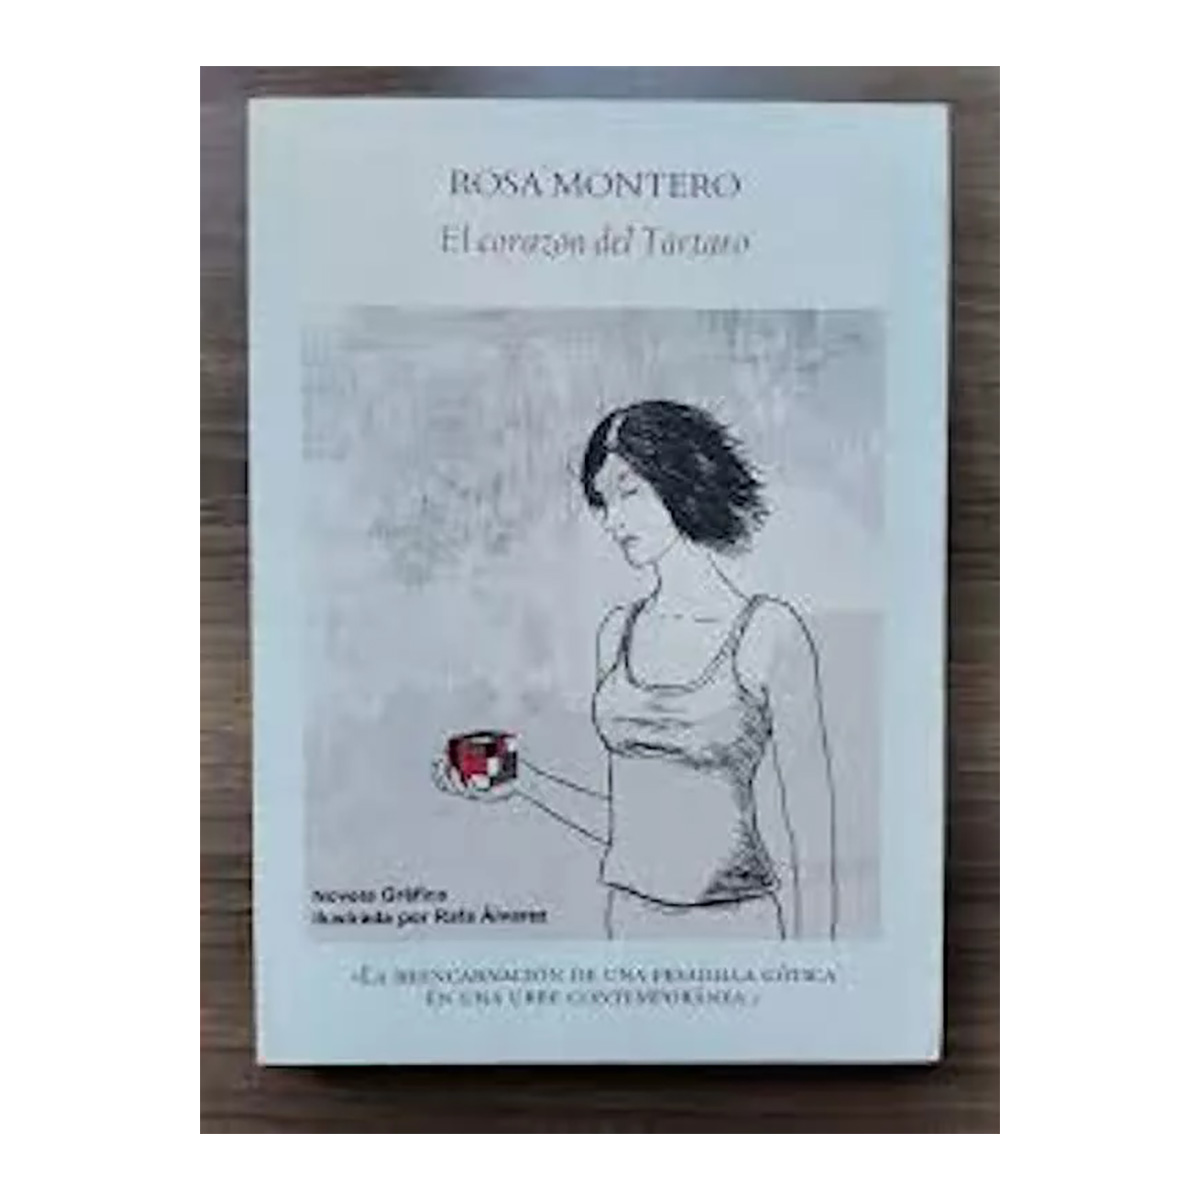 ROSA MONTERO
El corazón del Tártaro
Novela Gráfica
ilustrada por Rafa Álvarez
«LA REENCARNACIÓN DE UNA PESADILLA GÓTICA
EN UNA URBE CONTEMPORÁNEA.»